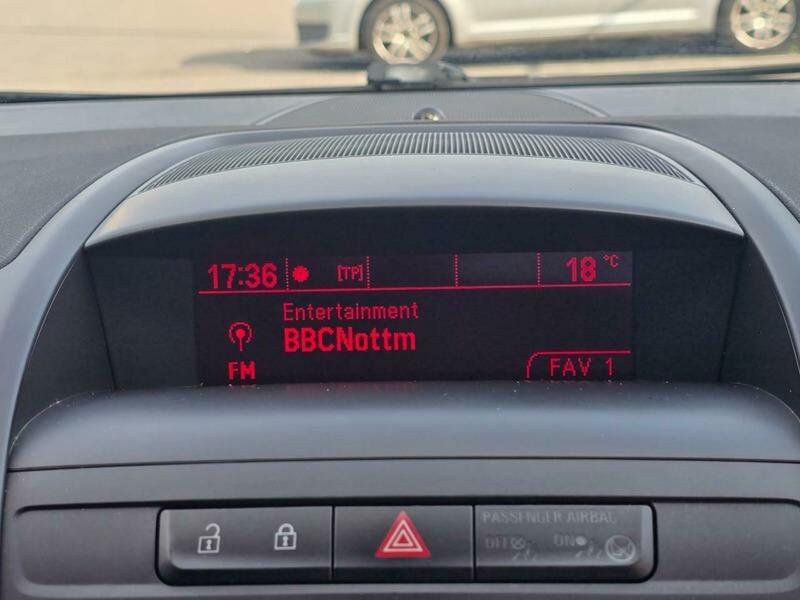 17:36 [TP] 18 °C
Entertainment
BBCNottm
FM FAV 1
PASSENGER AIRBAG
OFF ON